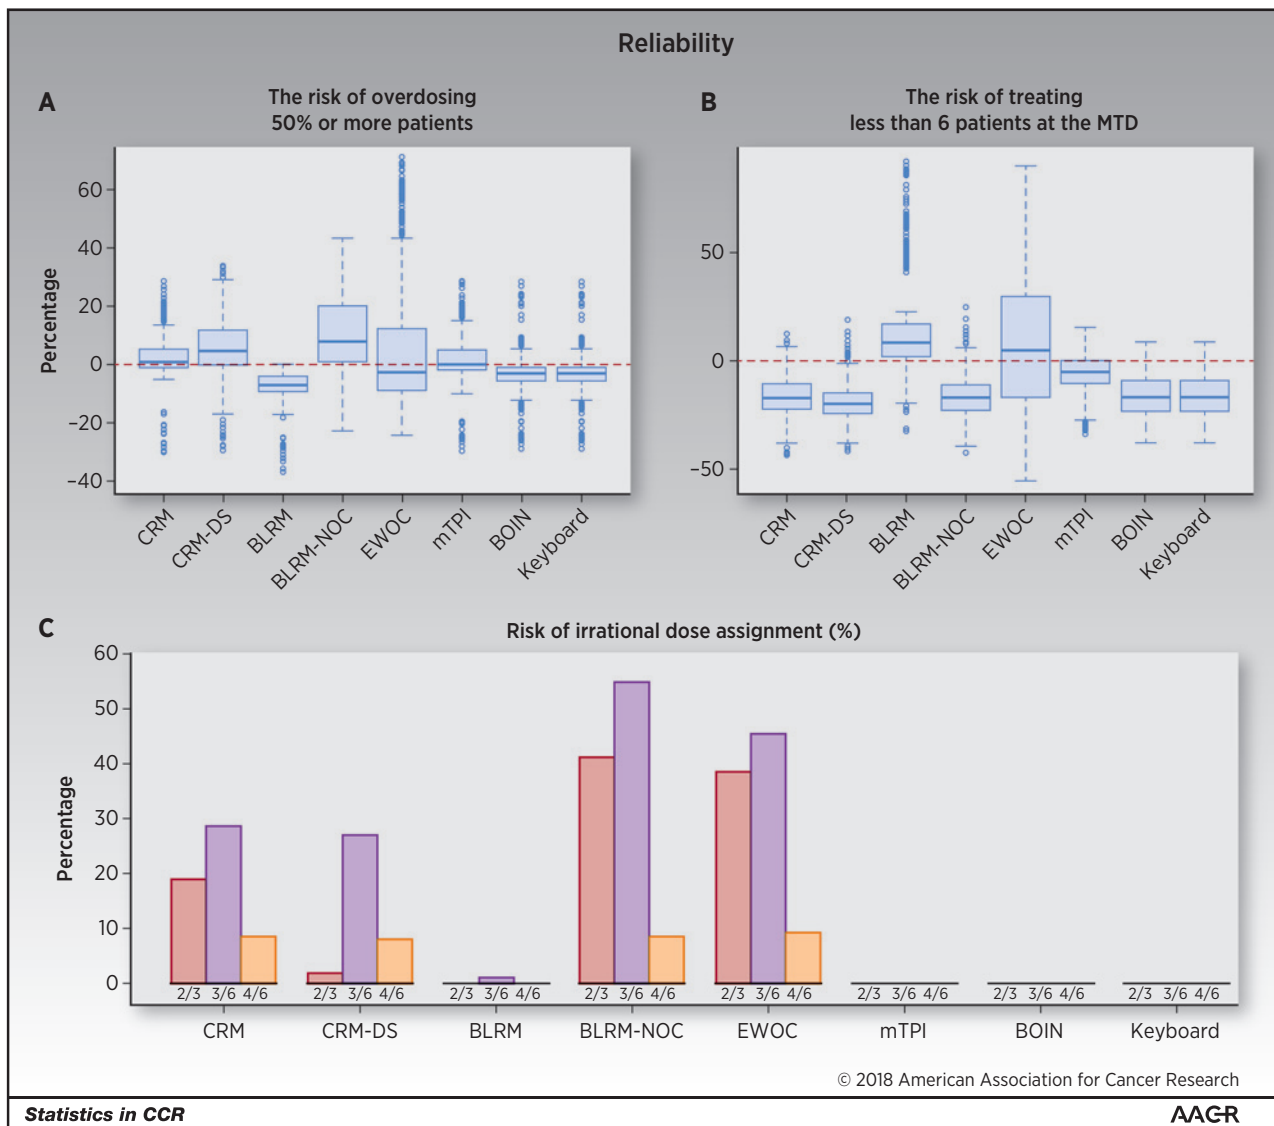 Reliability
A
The risk of overdosing
50% or more patients
Percentage
60
40
20
0
−20
−40
CRM
CRM-DS
BLRM
BLRM-NOC
EWOC
mTPI
BOIN
Keyboard
B
The risk of treating
less than 6 patients at the MTD
50
0
−50
CRM
CRM-DS
BLRM
BLRM-NOC
EWOC
mTPI
BOIN
Keyboard
C
Risk of irrational dose assignment (%)
Percentage
60
50
40
30
20
10
0
2/3 3/6 4/6
2/3 3/6 4/6
2/3 3/6 4/6
2/3 3/6 4/6
2/3 3/6 4/6
2/3 3/6 4/6
2/3 3/6 4/6
2/3 3/6 4/6
CRM
CRM-DS
BLRM
BLRM-NOC
EWOC
mTPI
BOIN
Keyboard
© 2018 American Association for Cancer Research
Statistics in CCR
AACR